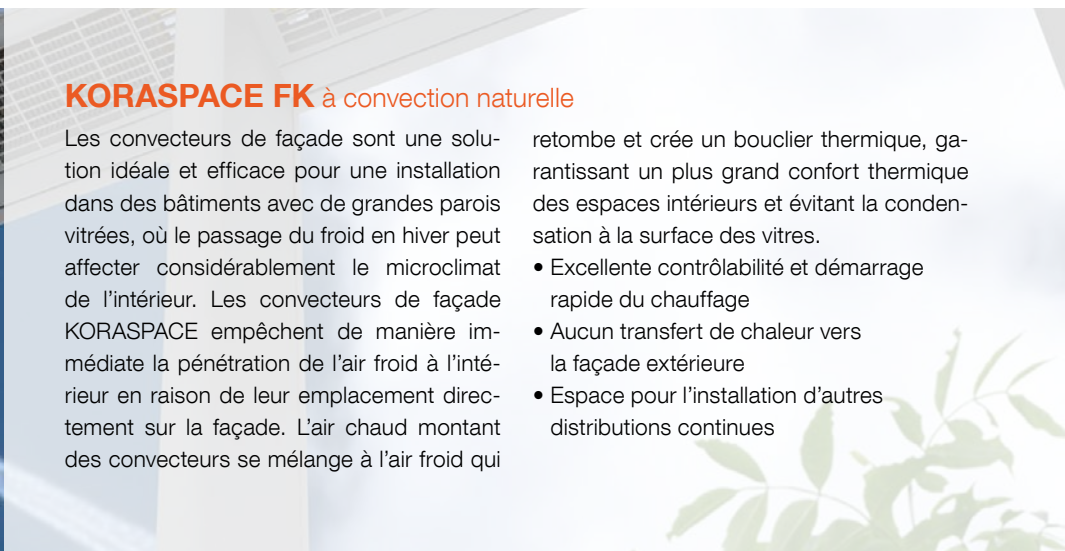 KORASPACE FK à convection naturelle
Les convecteurs de façade sont une solu-
tion idéale et efficace pour une installation
dans des bâtiments avec de grandes parois
vitrées, où le passage du froid en hiver peut
affecter considérablement le microclimat
de l’intérieur. Les convecteurs de façade
KORASPACE empêchent de manière im-
médiate la pénétration de l’air froid à l’inté-
rieur en raison de leur emplacement direc-
tement sur la façade. L’air chaud montant
des convecteurs se mélange à l’air froid qui
retombe et crée un bouclier thermique, ga-
rantissant un plus grand confort thermique
des espaces intérieurs et évitant la conden-
sation à la surface des vitres.
• Excellente contrôlabilité et démarrage
rapide du chauffage
• Aucun transfert de chaleur vers
la façade extérieure
• Espace pour l’installation d’autres
distributions continues